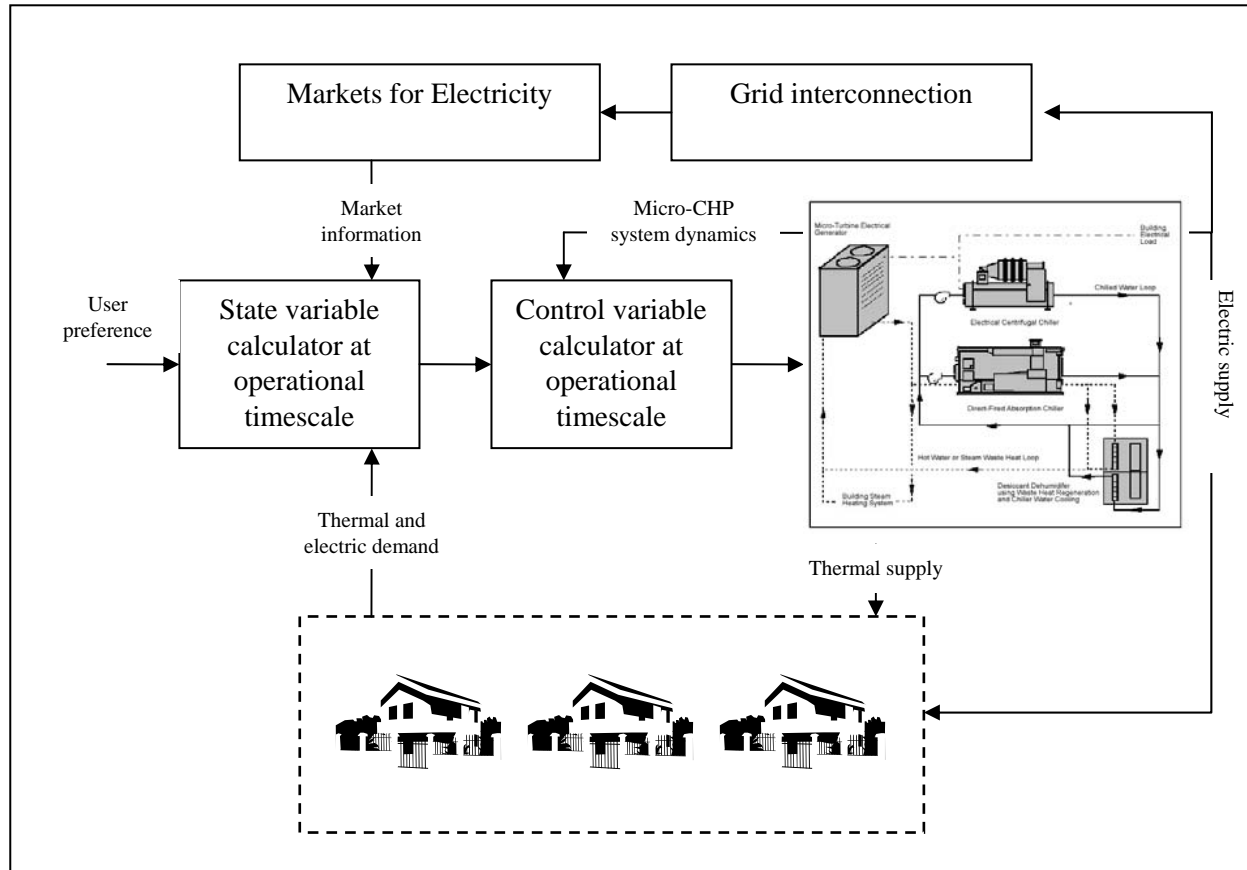 Markets for Electricity
Grid interconnection
Market
information
Micro-CHP
system dynamics
User
preference
State variable
calculator at
operational
timescale
Control variable
calculator at
operational
timescale
Micro-Turbine Electrical
Generator
Building
Electrical
Load
Chilled Water Loop
Electrical Centrifugal Chiller
Direct-Fired Absorption Chiller
Hot Water or Steam Waste Heat Loop
Building Steam
Heating System
Desiccant Dehumidifer
using Waste Heat Regeneration
and Chiller Water Cooling
Electric supply
Thermal and
electric demand
Thermal supply